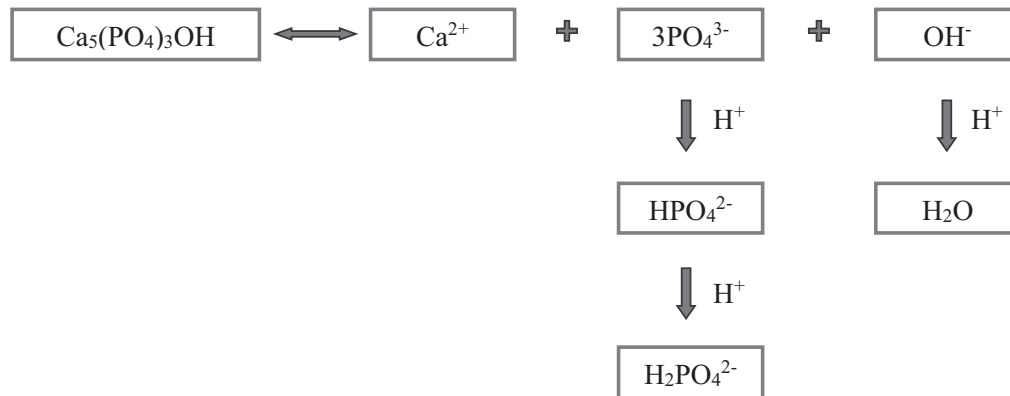 Ca₅(PO₄)₃OH Ca²⁺ + 3PO₄³⁻ + OH⁻
H⁺ H⁺
HPO₄²⁻ H₂O
H⁺
H₂PO₄²⁻